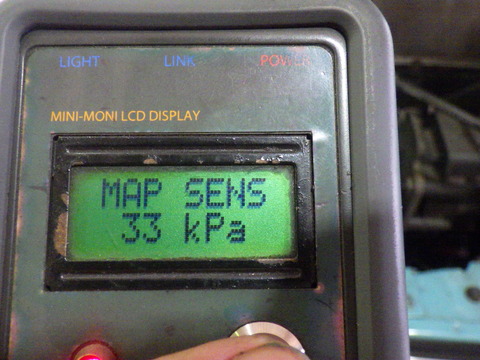 LIGHT LINK POWER
MINI-MONI LCD DISPLAY
MAP SENS
33 kPa